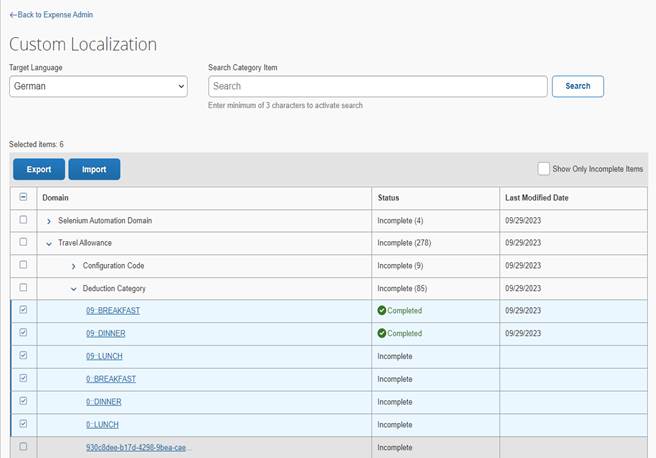 ←Back to Expense Admin
Custom Localization
Target Language
Search Category Item
German
Search
Search
Enter minimum of 3 characters to activate search
Selected items: 6
Export
Import
Show Only Incomplete Items
Domain
Status
Last Modified Date
Selenium Automation Domain
Incomplete (4)
09/29/2023
Travel Allowance
Incomplete (278)
09/29/2023
Configuration Code
Incomplete (9)
09/29/2023
Deduction Category
Incomplete (85)
09/29/2023
09::BREAKFAST
Completed
09/29/2023
09::DINNER
Completed
09/29/2023
09::LUNCH
Incomplete
0::BREAKFAST
Incomplete
0::DINNER
Incomplete
0::LUNCH
Incomplete
930c8dee-b17d-4298-9bea-cae...
Incomplete